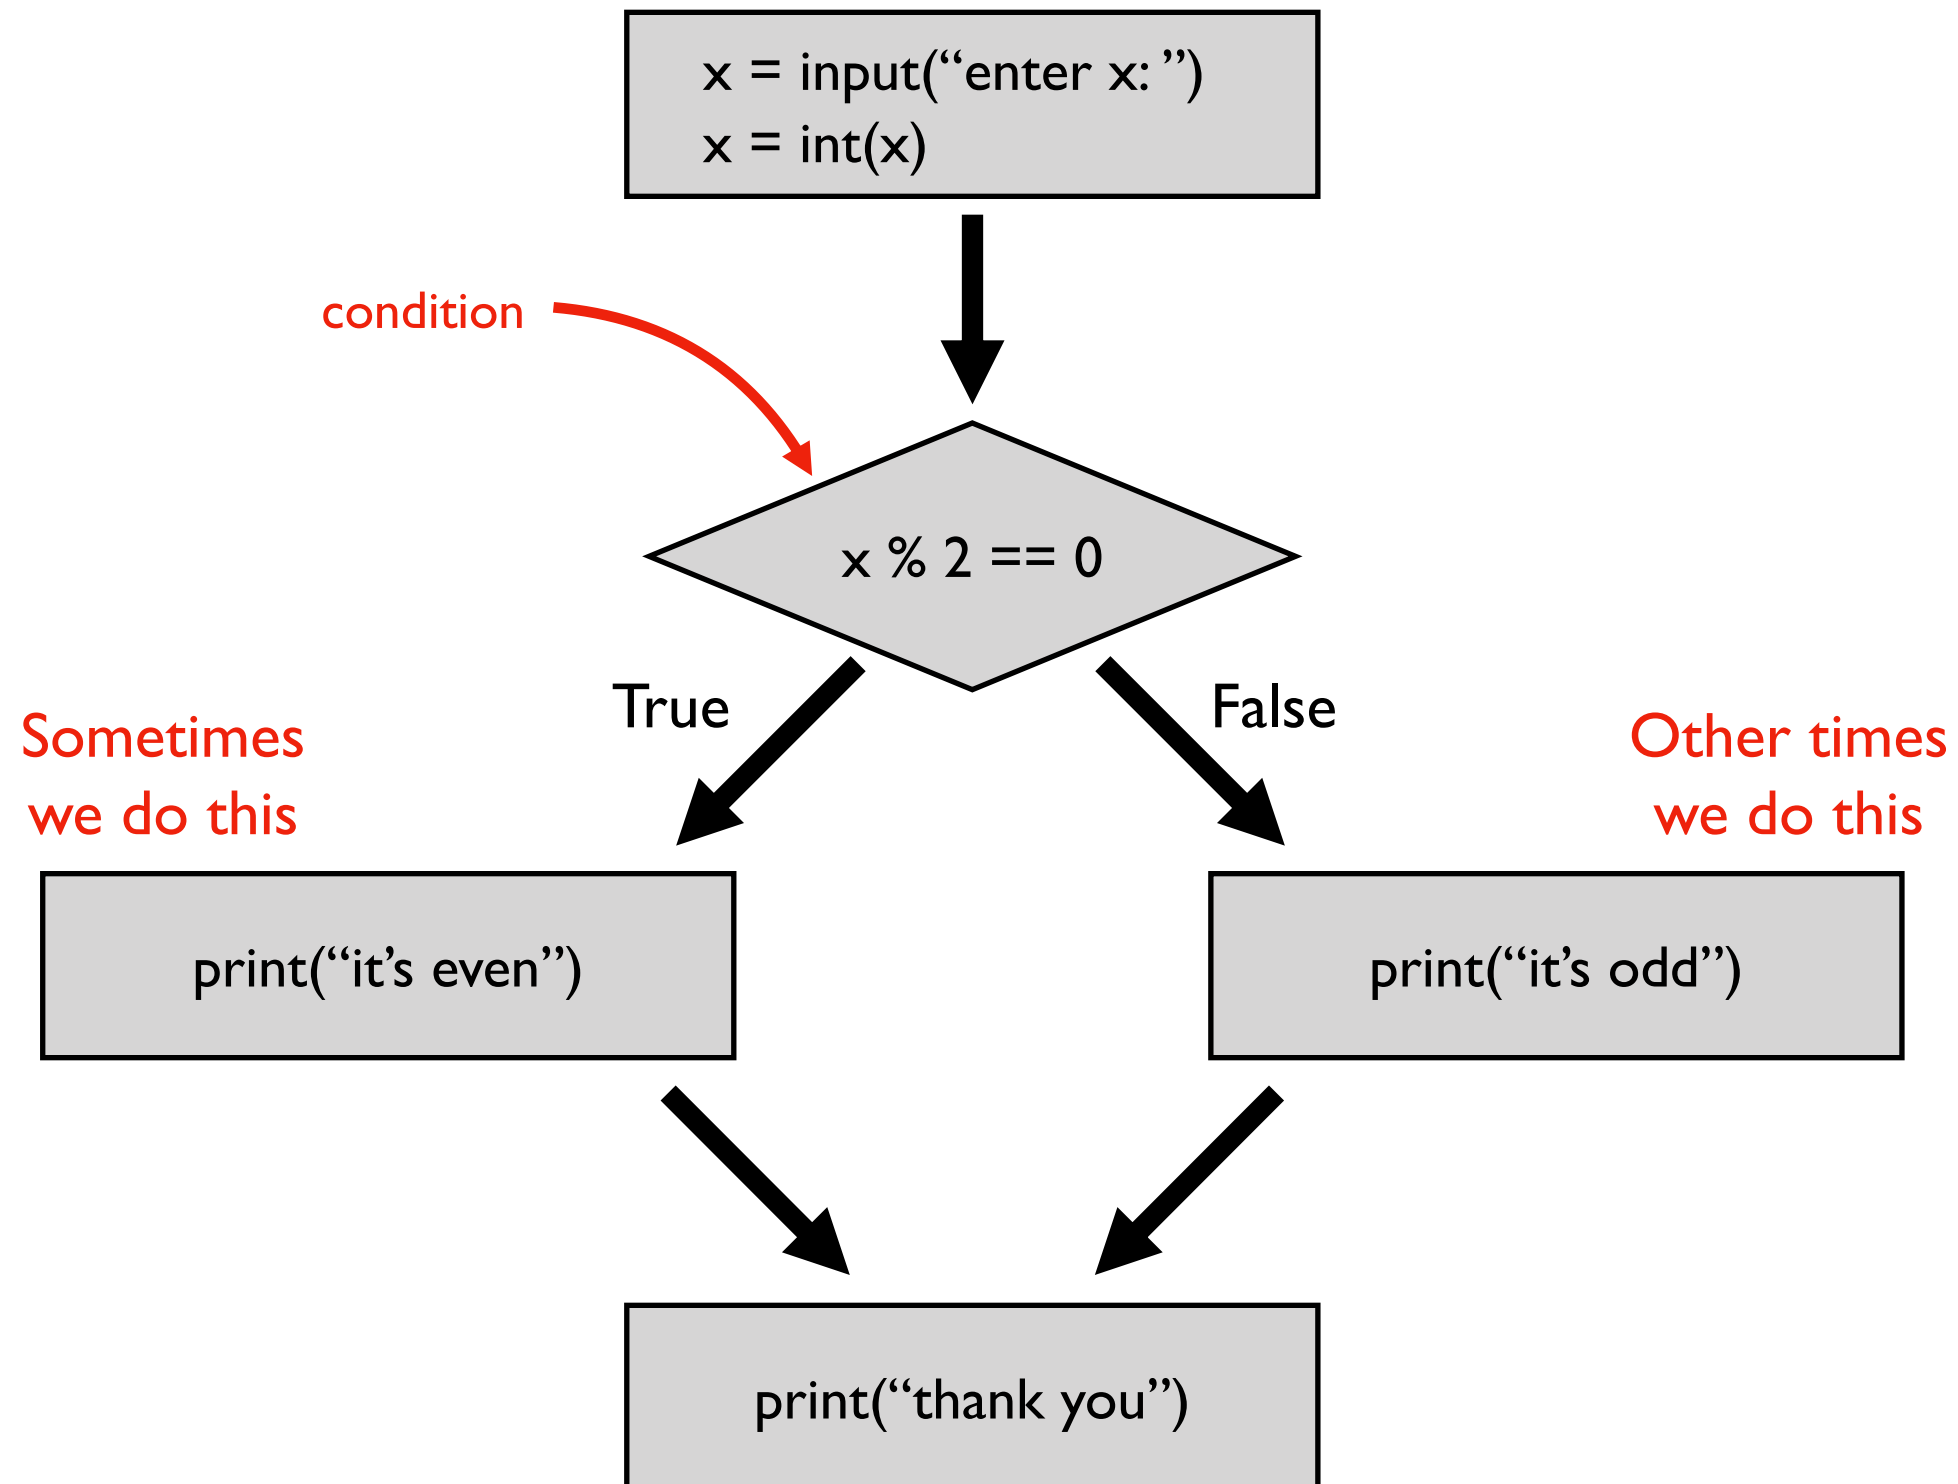 x = input(“enter x: ”)
x = int(x)
condition
x % 2 == 0
True
False
Sometimes
we do this
Other times
we do this
print(“it’s even”)
print(“it’s odd”)
print(“thank you”)